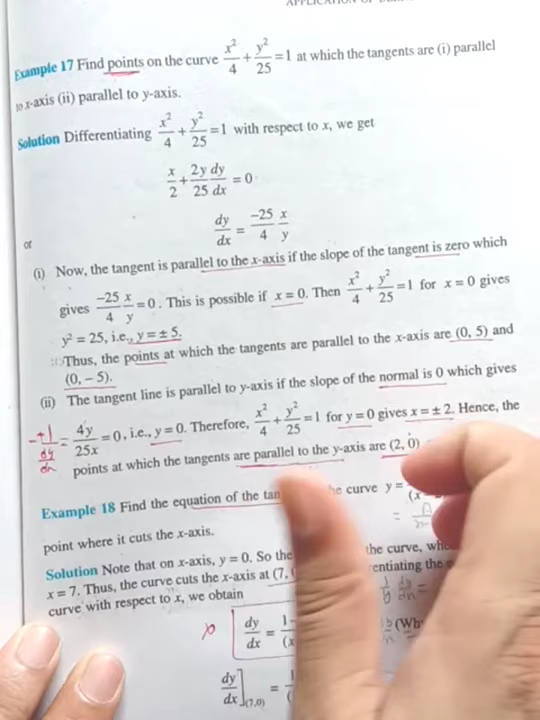 Example 17 Find points on the curve x²/4 + y²/25 = 1 at which the tangents are (i) parallel
to x-axis (ii) parallel to y-axis.
Solution Differentiating x²/4 + y²/25 = 1 with respect to x, we get
x/2 + 2y/25 dy/dx = 0
or dy/dx = -25/4 x/y
(i) Now, the tangent is parallel to the x-axis if the slope of the tangent is zero which
gives -25/4 x/y = 0. This is possible if x = 0. Then x²/4 + y²/25 = 1 for x = 0 gives
y² = 25, i.e., y = ± 5.
Thus, the points at which the tangents are parallel to the x-axis are (0, 5) and
(0, – 5).
(ii) The tangent line is parallel to y-axis if the slope of the normal is 0 which gives
4y/25x = 0, i.e., y = 0. Therefore, x²/4 + y²/25 = 1 for y = 0 gives x = ± 2. Hence, the
points at which the tangents are parallel to the y-axis are (2, 0)
Example 18 Find the equation of the tan he curve y =
point where it cuts the x-axis.
Solution Note that on x-axis, y = 0. So the the curve, whe
x = 7. Thus, the curve cuts the x-axis at (7, rentiating the
curve with respect to x, we obtain
dy/dx = (Wh
dy/dx](7,0) =